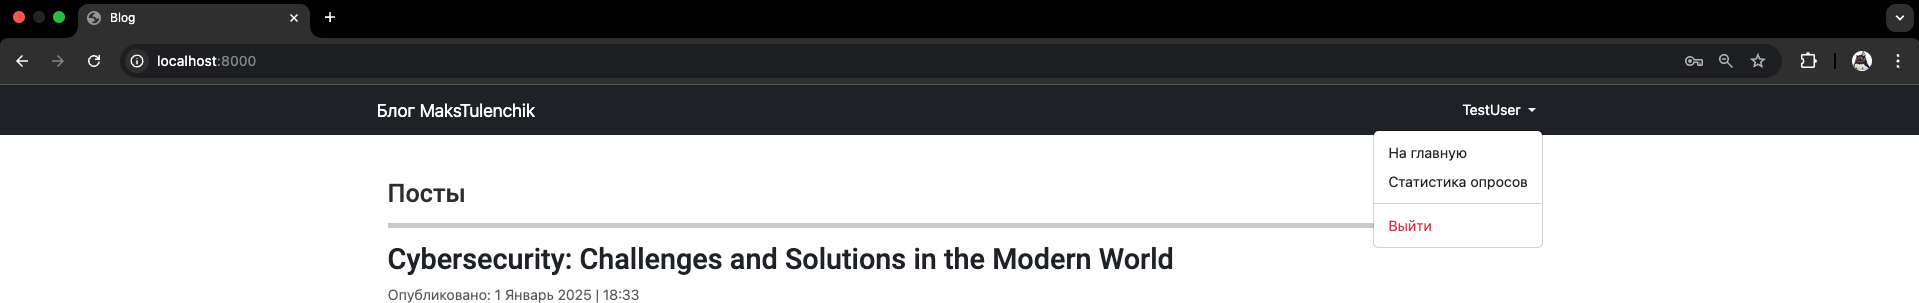 Blog
localhost:8000
Блог MaksTulenchik
TestUser
На главную
Статистика опросов
Выйти
Посты
Cybersecurity: Challenges and Solutions in the Modern World
Опубликовано: 1 Январь 2025 | 18:33